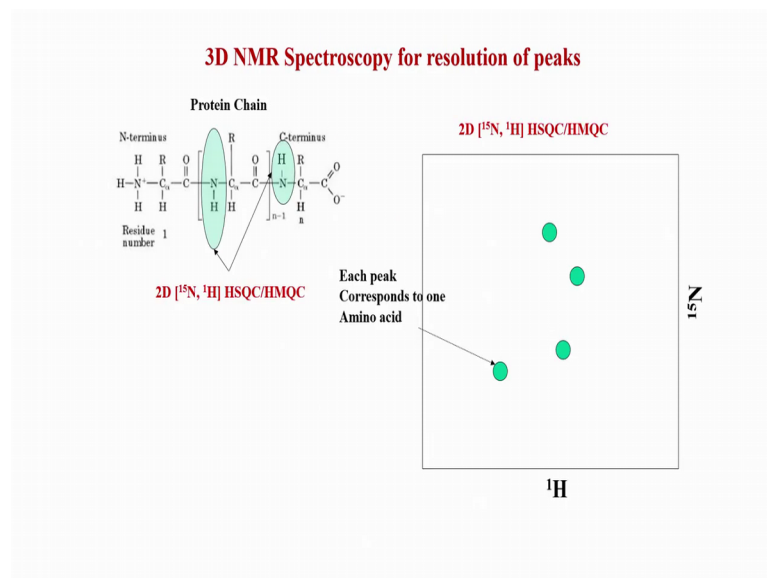 3D NMR Spectroscopy for resolution of peaks
Protein Chain
N-terminus
C-terminus
H R O R O H R O
H–N⁺–Cα–C–N–Cα–C–N–Cα–C
O⁻
H H H H H
n-1
n
Residue 1
number
2D [¹⁵N, ¹H] HSQC/HMQC
2D [¹⁵N, ¹H] HSQC/HMQC
Each peak
Corresponds to one
Amino acid
¹⁵N
¹H